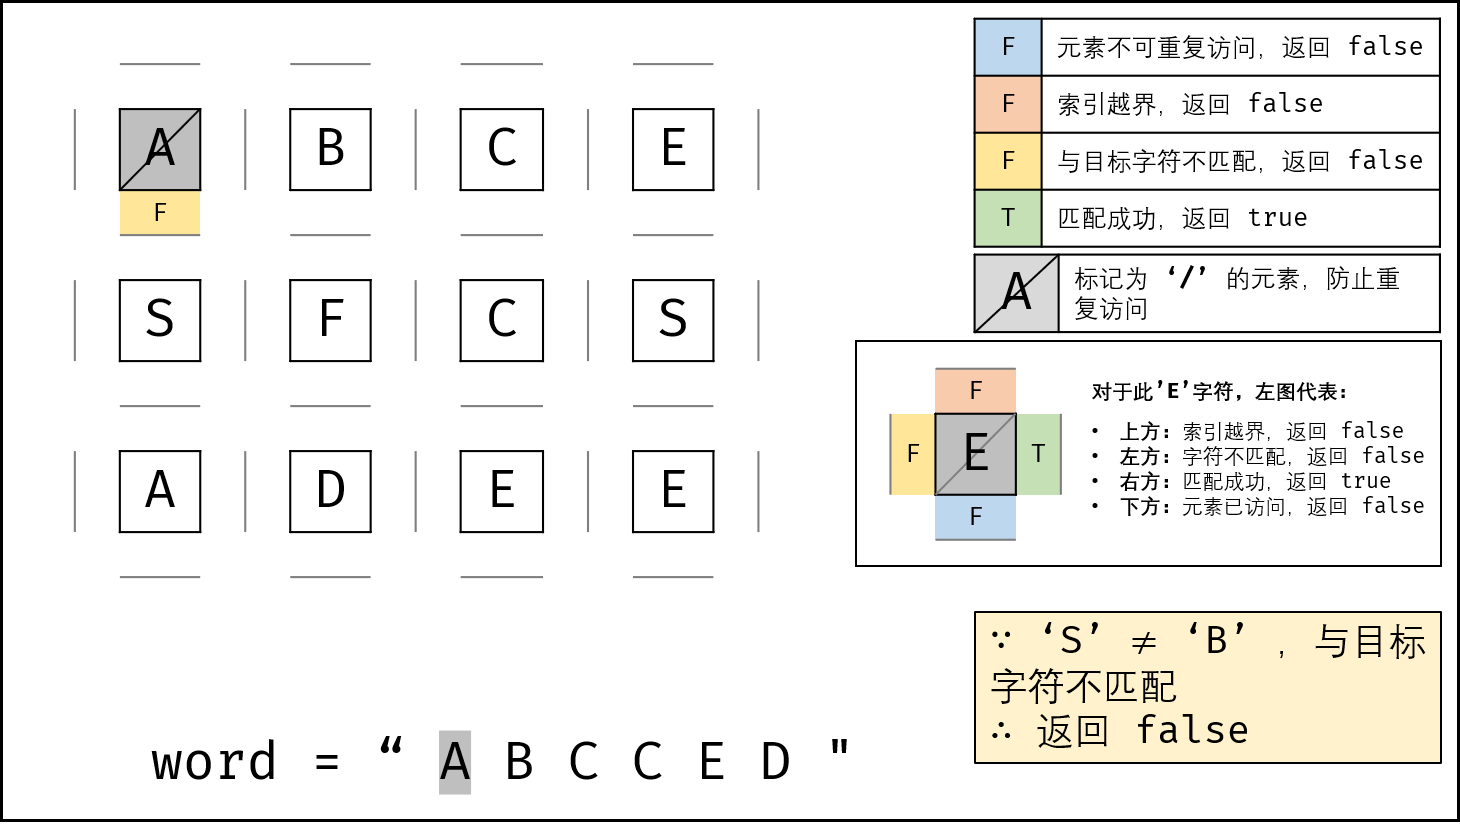 A B C E
F
S F C S
A D E E
word = “ A B C C E D "
F 元素不可重复访问，返回 false
F 索引越界，返回 false
F 与目标字符不匹配，返回 false
T 匹配成功，返回 true
A 标记为 ‘/’ 的元素，防止重
复访问
F
F E T
F
对于此’E’字符，左图代表：
• 上方：索引越界，返回 false
• 左方：字符不匹配，返回 false
• 右方：匹配成功，返回 true
• 下方：元素已访问，返回 false
∵ ‘S’ ≠ ‘B’ ，与目标
字符不匹配
∴ 返回 false